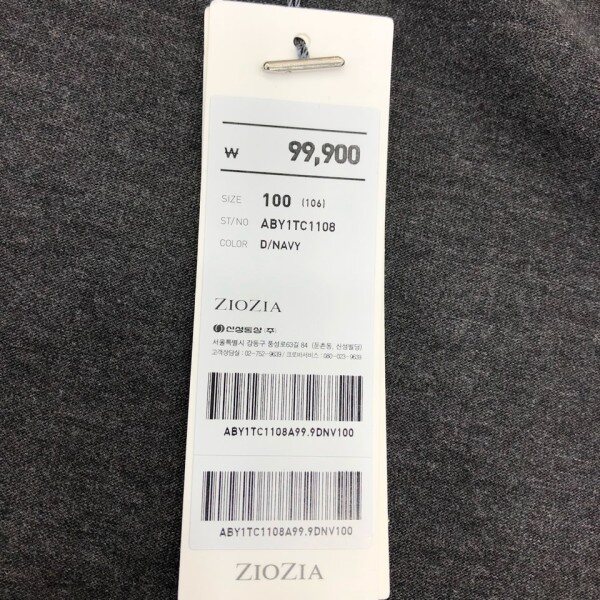 ₩ 99,900
SIZE 100 (106)
ST/NO ABY1TC1108
COLOR D/NAVY
ZIOZIA
신성통상 (주)
서울특별시 강동구 풍성로63길 84 (둔촌동, 신성빌딩)
고객상담실 : 02-752-9639 / 크로바서비스 : 080-023-9639
ABY1TC1108A99.9DNV100
ABY1TC1108A99.9DNV100
ZIOZIA